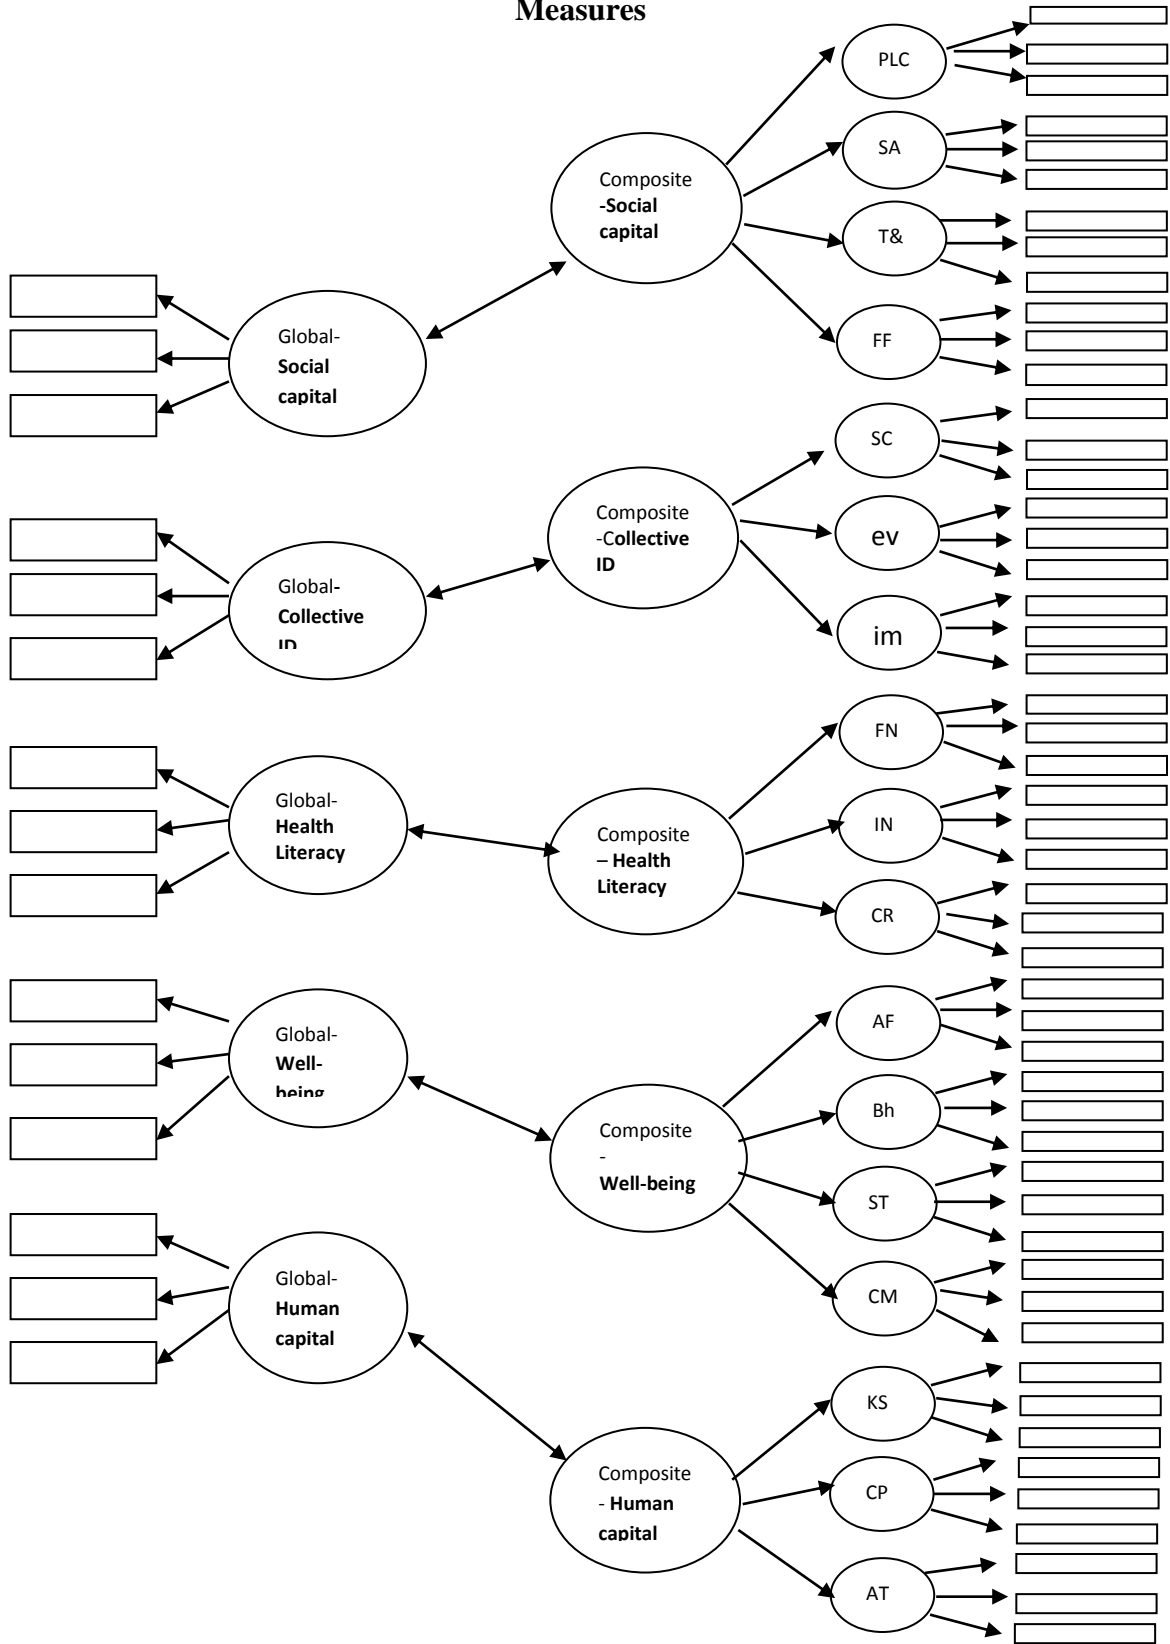 Measures
PLC
SA
T&
FF
Composite
-Social
capital
Global-
Social
capital
SC
ev
im
Composite
-Collective
ID
Global-
Collective
ID
FN
IN
CR
Global-
Health
Literacy
Composite
– Health
Literacy
AF
Bh
ST
CM
Global-
Well-
being
Composite
-
Well-being
Global-
Human
capital
KS
CP
AT
Composite
- Human
capital